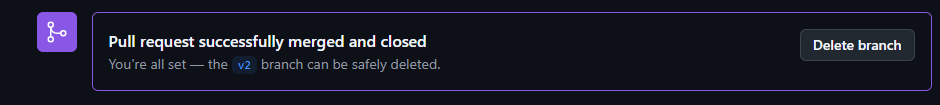 Pull request successfully merged and closed
Delete branch
You're all set — the v2 branch can be safely deleted.